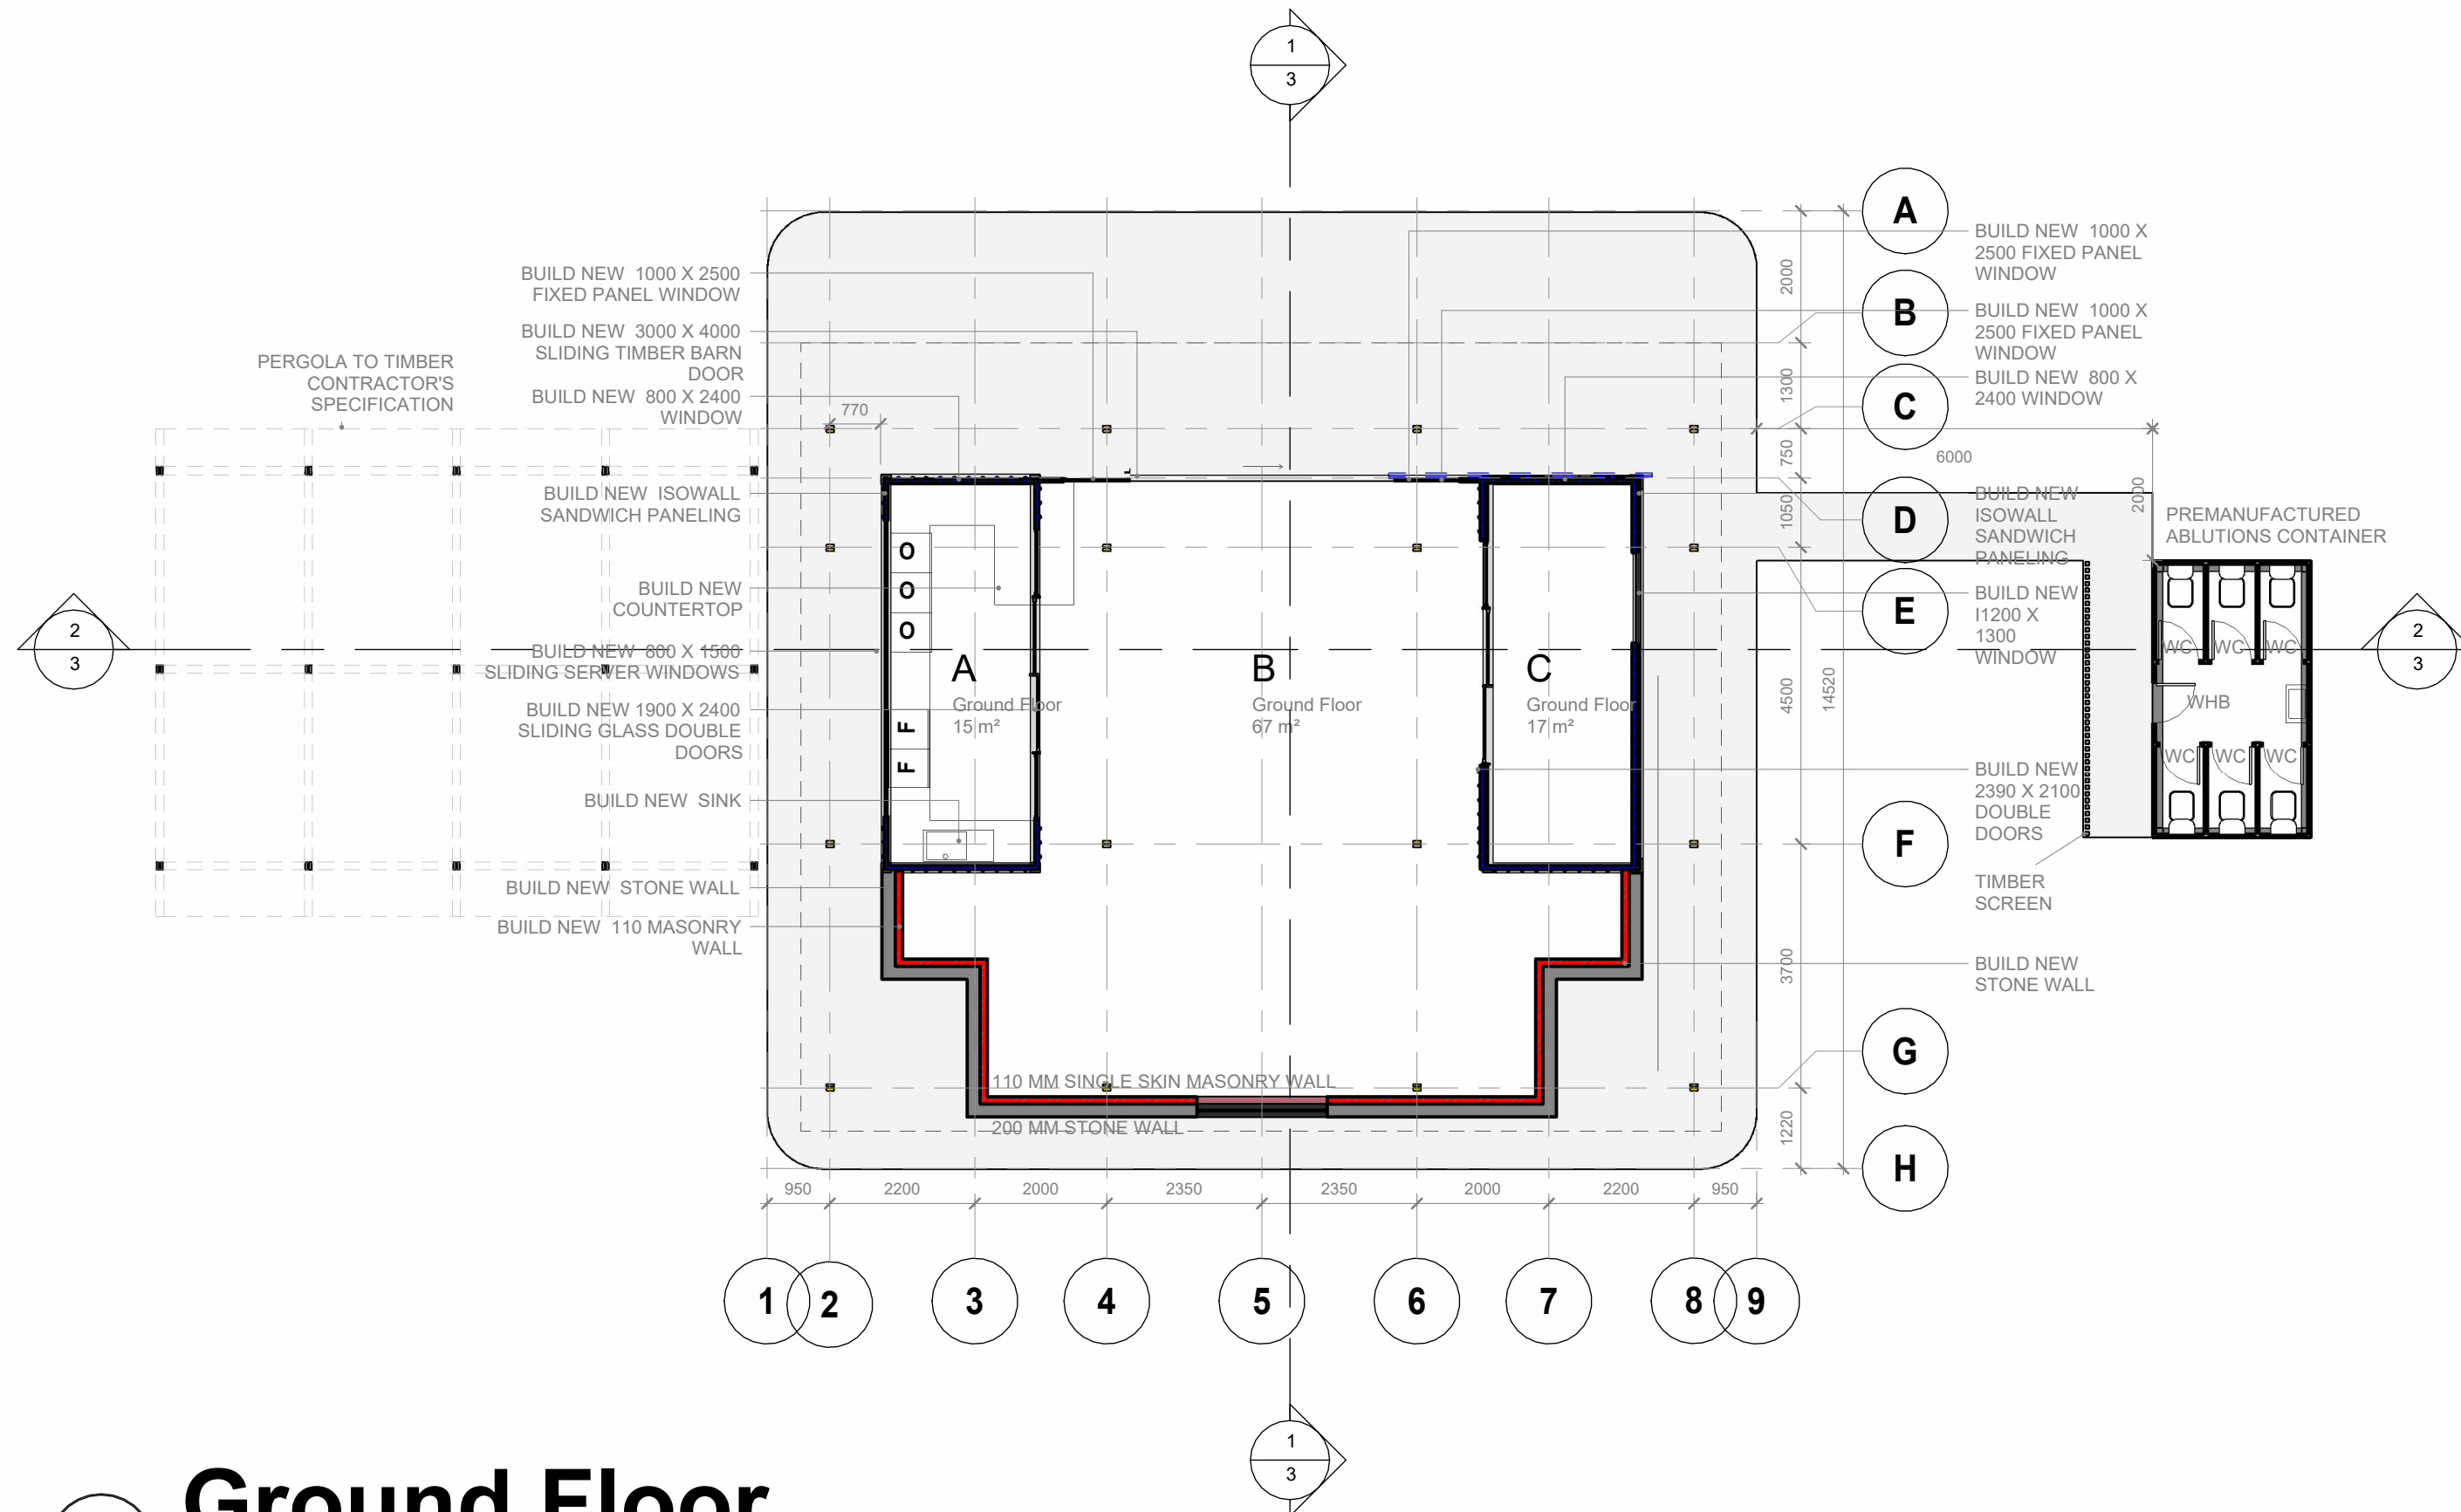 1
3
A
BUILD NEW 1000 X
2500 FIXED PANEL
WINDOW
2000
BUILD NEW 1000 X 2500
FIXED PANEL WINDOW
B
BUILD NEW 1000 X
2500 FIXED PANEL
WINDOW
BUILD NEW 3000 X 4000
SLIDING TIMBER BARN
DOOR
PERGOLA TO TIMBER
CONTRACTOR'S
SPECIFICATION
BUILD NEW 800 X 2400
WINDOW
770
1300
C
BUILD NEW 800 X
2400 WINDOW
750
6000
BUILD NEW ISOWALL
SANDWICH PANELING
1050
D
BUILD NEW
ISOWALL
SANDWICH
PANELING
2000
PREMANUFACTURED
ABLUTIONS CONTAINER
O
O
O
BUILD NEW
COUNTERTOP
E
BUILD NEW
I1200 X
1300
WINDOW
2
3
BUILD NEW 800 X 1500
SLIDING SERVER WINDOWS
A
Ground Floor
15 m²
B
Ground Floor
67 m²
C
Ground Floor
17 m²
4500
14520
WC
WC
WC
2
3
BUILD NEW 1900 X 2400
SLIDING GLASS DOUBLE
DOORS
F
F
WHB
WC
WC
WC
BUILD NEW SINK
BUILD NEW
2390 X 2100
DOUBLE
DOORS
F
BUILD NEW STONE WALL
TIMBER
SCREEN
BUILD NEW 110 MASONRY
WALL
3700
BUILD NEW
STONE WALL
G
110 MM SINGLE SKIN MASONRY WALL
200 MM STONE WALL
1220
H
950
2200
2000
2350
2350
2000
2200
950
1
2
3
4
5
6
7
8
9
1
3
Ground Floor